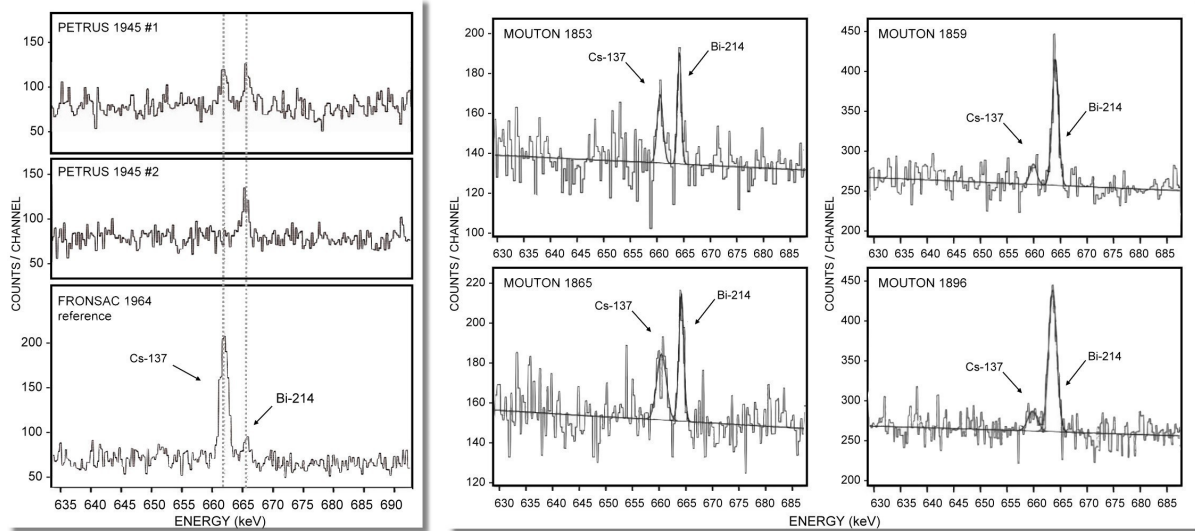 PETRUS 1945 #1
150
100
50
PETRUS 1945 #2
150
100
50
COUNTS / CHANNEL
FRONSAC 1964
reference
Cs-137
Bi-214
200
150
100
50
635 640 645 650 655 660 665 670 675 680 685 690
ENERGY (keV)
MOUTON 1853
Cs-137
Bi-214
200
180
160
140
120
100
630 635 640 645 650 655 660 665 670 675 680 685
COUNTS / CHANNEL
MOUTON 1859
Cs-137
Bi-214
450
400
350
300
250
200
630 635 640 645 650 655 660 665 670 675 680 685
COUNTS / CHANNEL
MOUTON 1865
Cs-137
Bi-214
220
200
180
160
140
120
630 635 640 645 650 655 660 665 670 675 680 685
MOUTON 1896
Cs-137
Bi-214
450
400
350
300
250
200
630 635 640 645 650 655 660 665 670 675 680 685
ENERGY (keV)